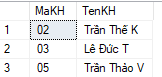 MaKH TenKH
1 02 Trần Thế K
2 03 Lê Đức T
3 05 Trần Thảo V